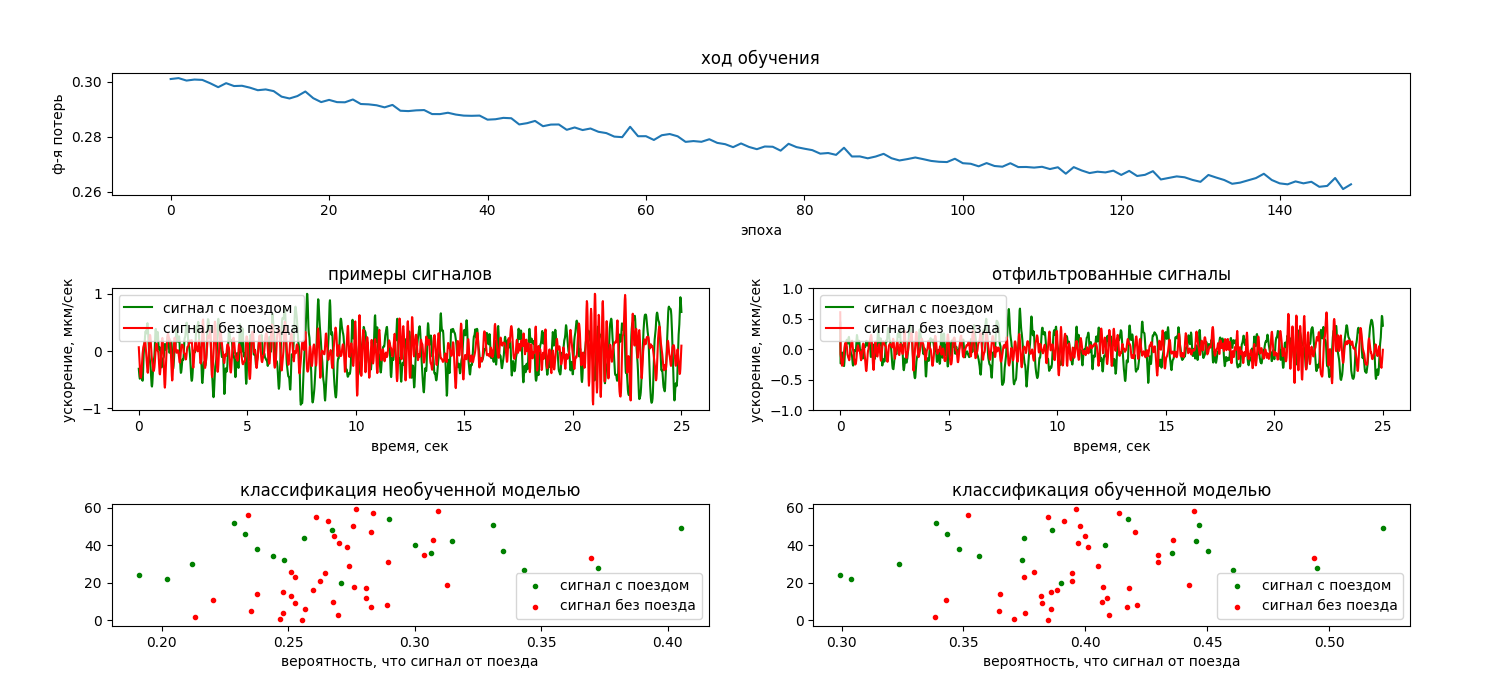 ход обучения
ф-я потерь
0.30
0.28
0.26
0 20 40 60 80 100 120 140
эпоха
примеры сигналов
ускорение, мкм/сек
1
0
−1
сигнал с поездом
сигнал без поезда
0 5 10 15 20 25
время, сек
отфильтрованные сигналы
ускорение, мкм/сек
1.0
0.5
0.0
−0.5
−1.0
сигнал с поездом
сигнал без поезда
0 5 10 15 20 25
время, сек
классификация необученной моделью
60
40
20
0
сигнал с поездом
сигнал без поезда
0.20 0.25 0.30 0.35 0.40
вероятность, что сигнал от поезда
классификация обученной моделью
60
40
20
0
сигнал с поездом
сигнал без поезда
0.30 0.35 0.40 0.45 0.50
вероятность, что сигнал от поезда